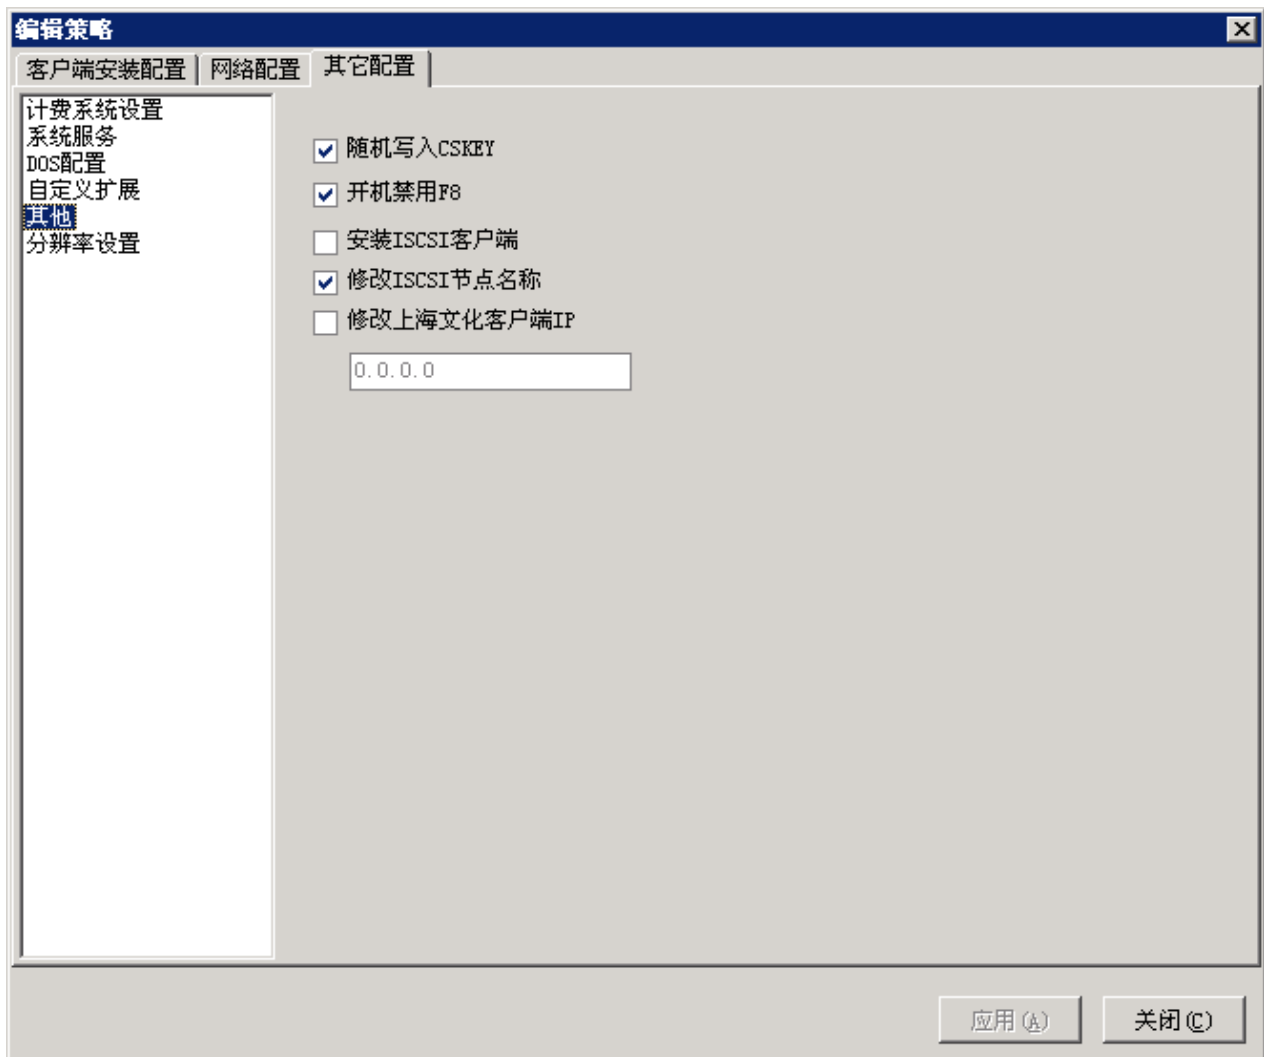 编辑策略
客户端安装配置 网络配置 其它配置
计费系统设置
系统服务
DOS配置
自定义扩展
其他
分辨率设置
随机写入CSKEY
开机禁用F8
安装ISCSI客户端
修改ISCSI节点名称
修改上海文化客户端IP
0.0.0.0
应用(A) 关闭(C)